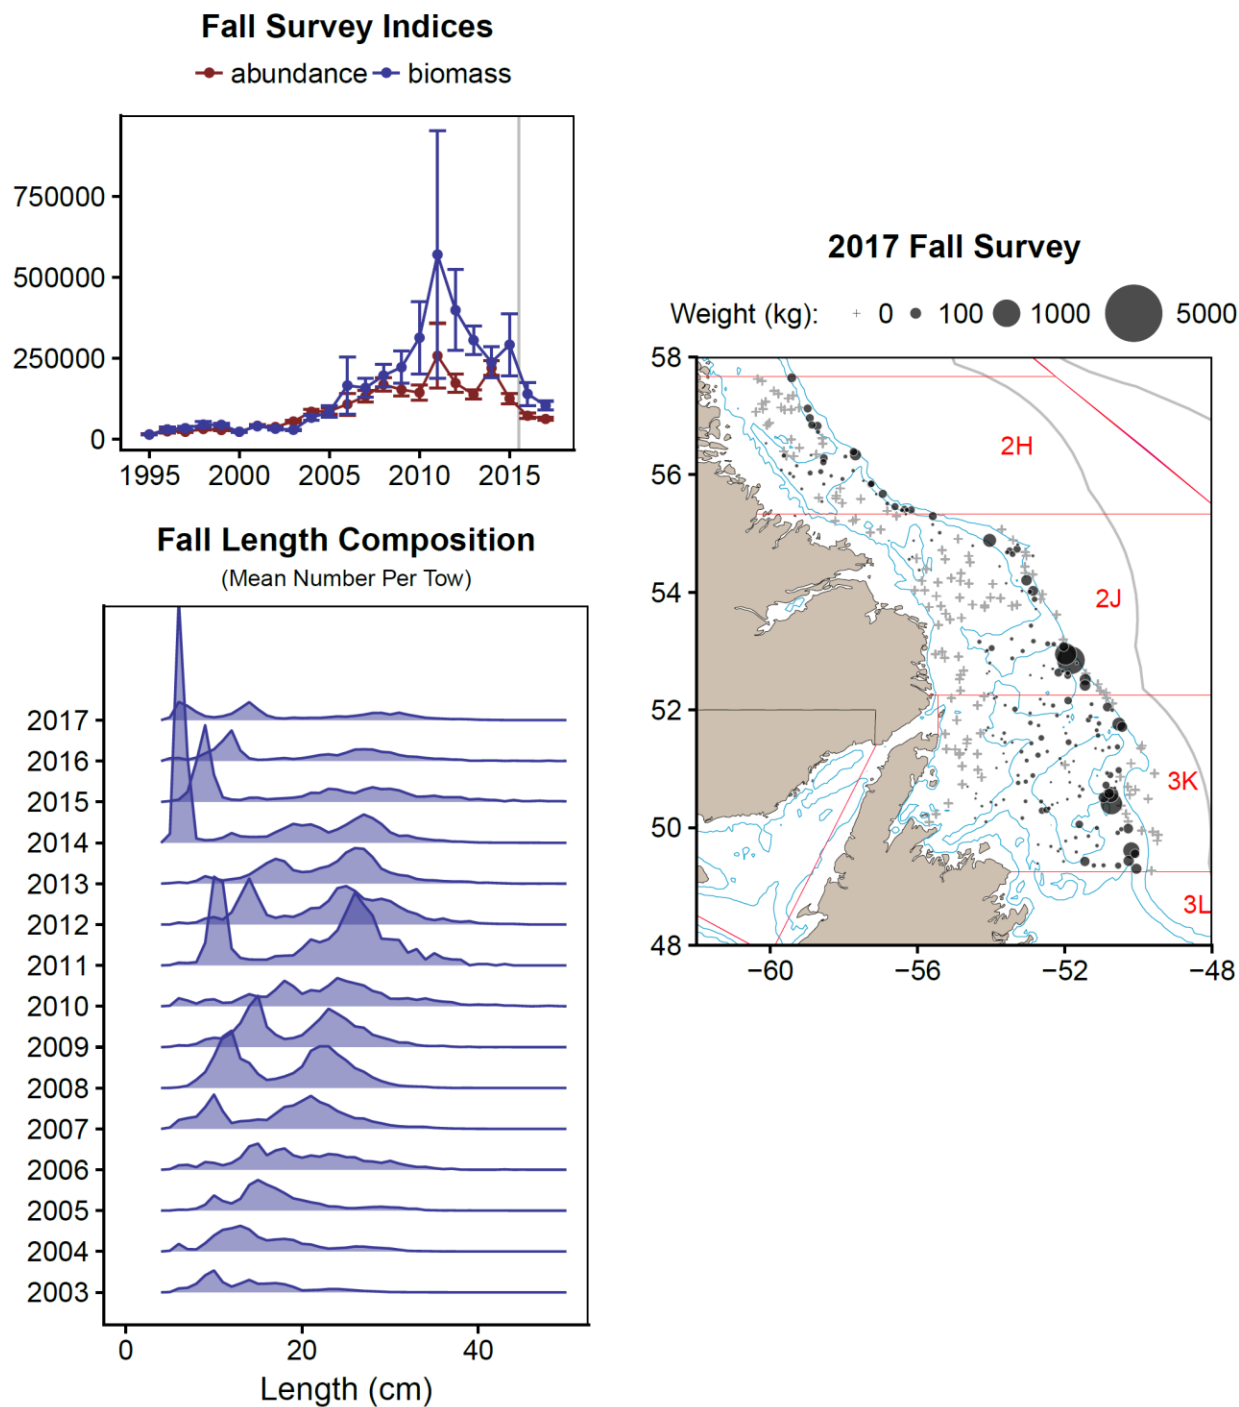 Fall Survey Indices
abundance biomass
750000
500000
250000
0
1995 2000 2005 2010 2015
Fall Length Composition
(Mean Number Per Tow)
2017
2016
2015
2014
2013
2012
2011
2010
2009
2008
2007
2006
2005
2004
2003
0 20 40
Length (cm)
2017 Fall Survey
Weight (kg): 0 100 1000 5000
58
56
54
52
50
48
2H
2J
3K
3L
−60 −56 −52 −48